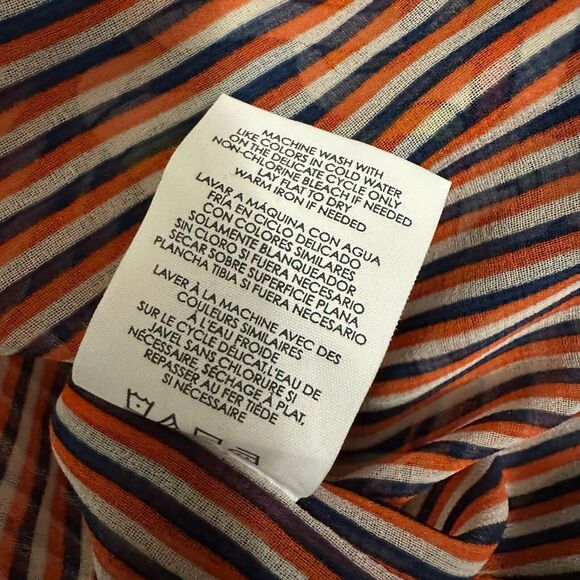 MACHINE WASH WITH
LIKE COLORS IN COLD WATER
ON THE DELICATE CYCLE ONLY
NON-CHLORINE BLEACH IF NEEDED
LAY FLAT TO DRY
WARM IRON IF NEEDED
LAVAR Á MÁQUINA CON AGUA
FRÍA EN CICLO DELICADO
CON COLORES SIMILARES
SOLAMENTE BLANQUEADOR
SIN CLORO SI FUERA NECESARIO
SECAR SOBRE SUPERFICIE PLANA
PLANCHA TIBIA SI FUERA NECESARIO
LAVER À LA MACHINE AVEC DES
COULEURS SIMILAIRES
À L'EAU FROIDE
SUR LE CYCLE DÉLICAT L'EAU DE
JAVEL SANS CHLORURE SI
NÉCESSAIRE. SÉCHAGE À PLAT,
REPASSER AU FER TIÈDE
SI NÉCESSAIRE